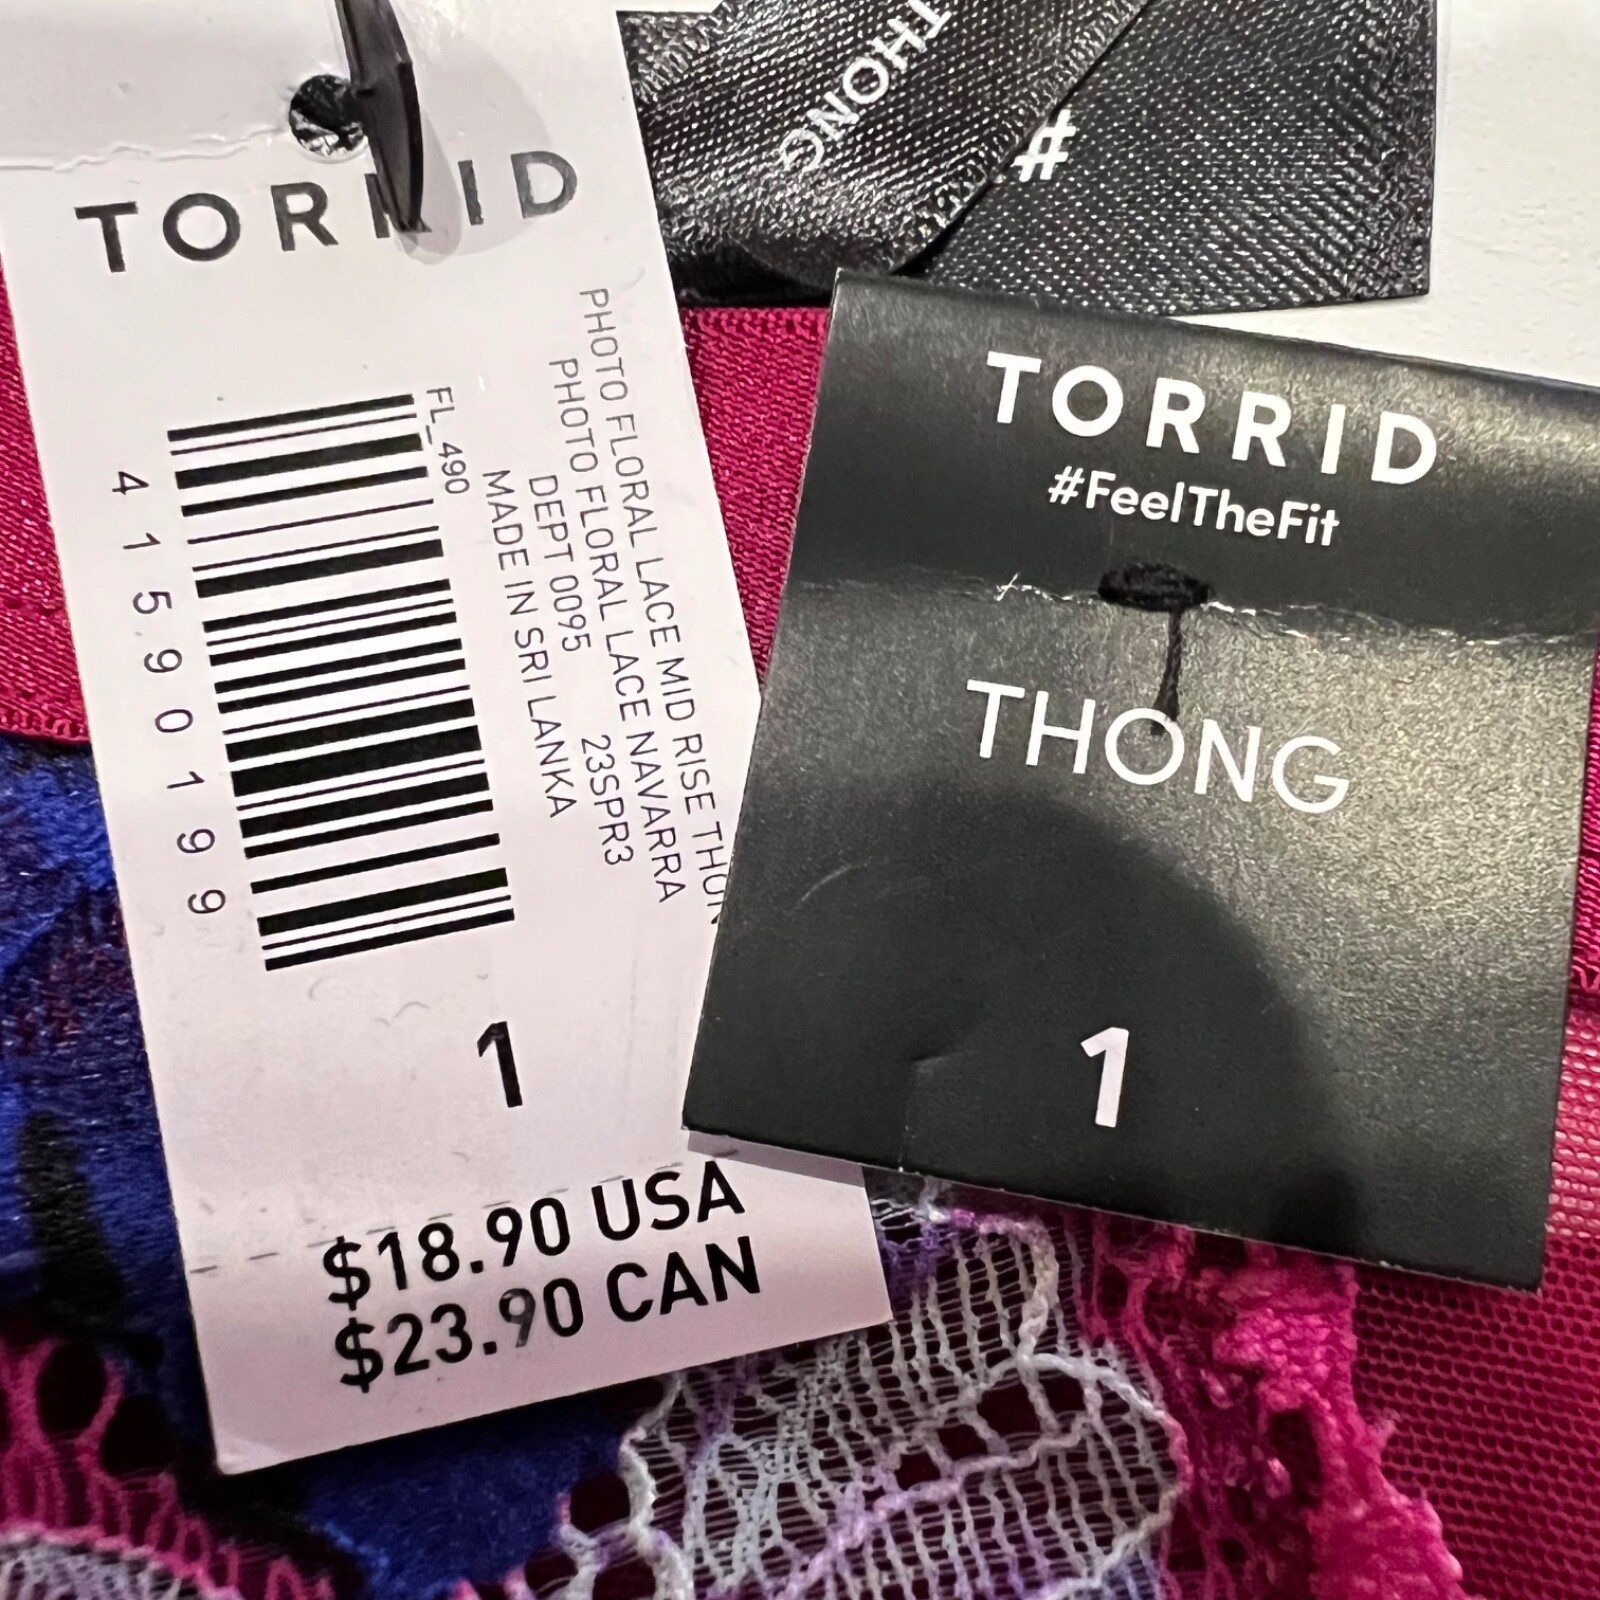 THONG
#
TORRID
PHOTO FLORAL LACE MID RISE THON
PHOTO FLORAL LACE NAVARRA
DEPT 0095 23SPR3
MADE IN SRI LANKA
FL_490
41590199
1
$18.90 USA
$23.90 CAN
TORRID
#FeelTheFit
THONG
1